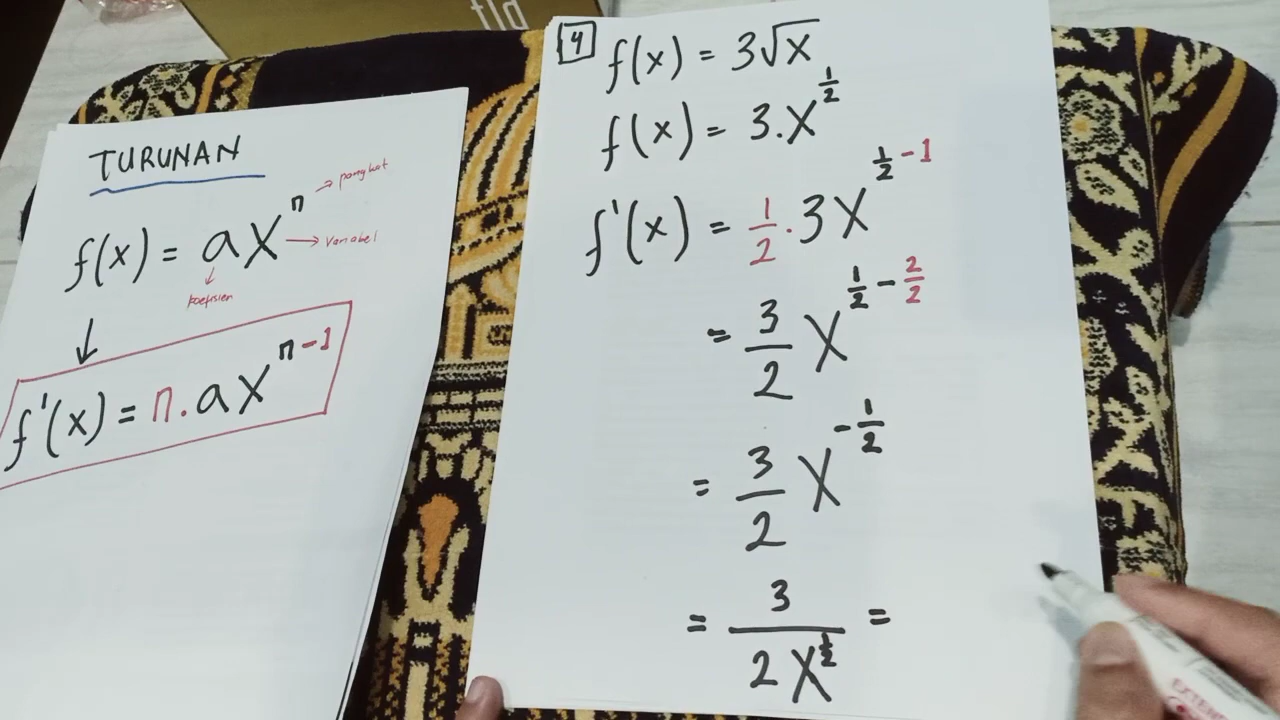 TURUNAN
f(x) = ax^n → pangkat
→ variabel
↓ koefisien
↓
f'(x) = n.ax^(n-1)
4
f(x) = 3√x
f(x) = 3.x^(1/2)
f'(x) = 1/2 . 3x^(1/2 - 1)
= 3/2 x^(1/2 - 2/2)
= 3/2 x^(-1/2)
= 3/(2x^(1/2)) =